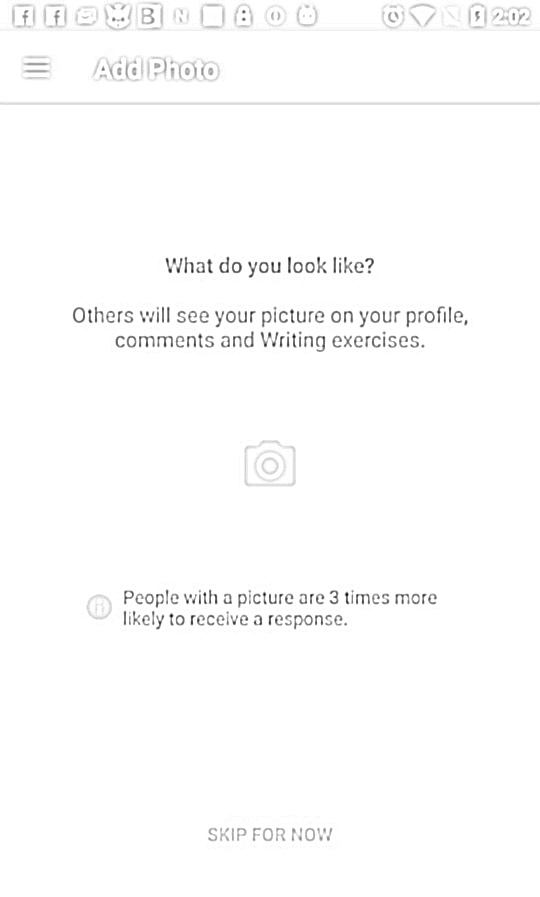 2:02
Add Photo
What do you look like?
Others will see your picture on your profile,
comments and Writing exercises.
People with a picture are 3 times more
likely to receive a response.
SKIP FOR NOW